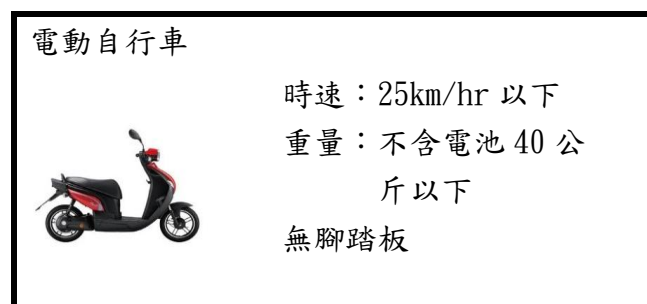 電動自行車
時速：25km/hr 以下
重量：不含電池 40 公
斤以下
無腳踏板